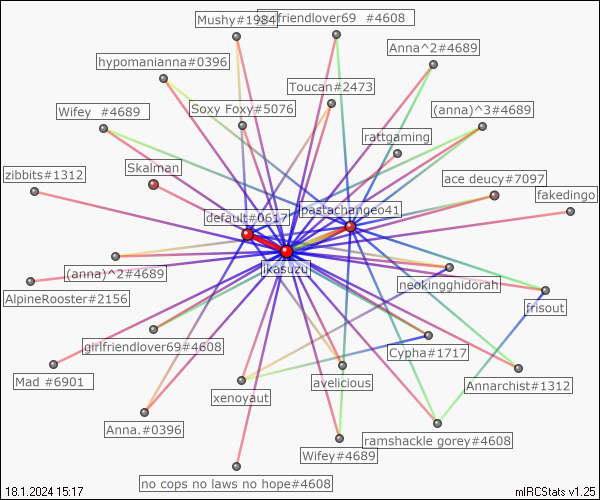 Mushy#1984
girlfriendlover69 #4608
Anna^2#4689
hypomanianna#0396
Toucan#2473
Wifey #4689
Soxy Foxy#5076
(anna)^3#4689
rattgaming
zibbits#1312
Skalman
ace deucy#7097
fakedingo
default#0617
pastachangeo41
ikasuzu
(anna)^2#4689
neokingghidorah
AlpineRooster#2156
frisout
girlfriendlover69#4608
Cypha#1717
Mad #6901
avelicious
Annarchist#1312
xenoyaut
Anna.#0396
Wifey#4689
ramshackle gorey#4608
no cops no laws no hope#4608
18.1.2024 15:17
mIRCStats v1.25